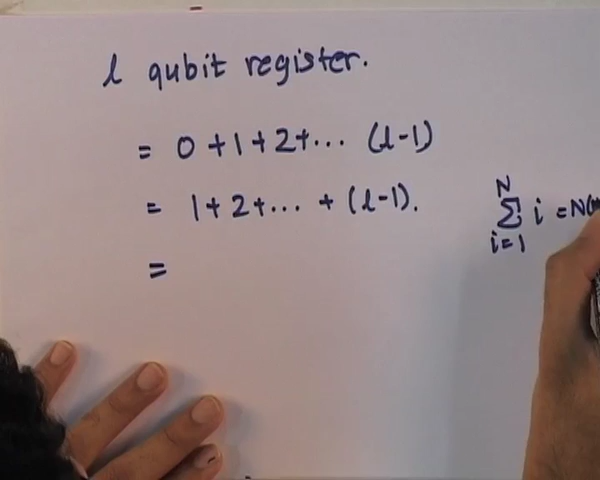 l qubit register.
= 0 + 1 + 2 + ... (l-1)
= 1 + 2 + ... + (l-1).
N
∑ i = N(
i=1
=